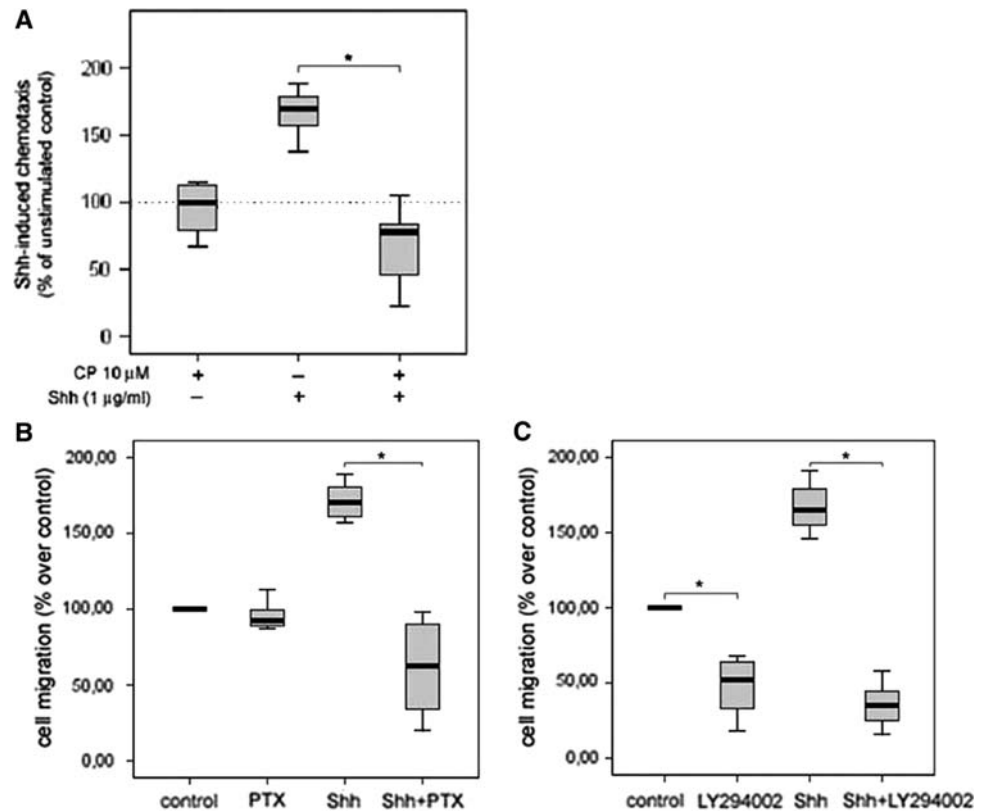 A
Shh-induced chemotaxis
(% of unstimulated control)
200
150
100
50
0
*
CP 10 µM + – +
Shh (1 µg/ml) – + +
B
cell migration (% over control)
200,00
150,00
100,00
50,00
0,00
*
control PTX Shh Shh+PTX
C
cell migration (% over control)
200,00
150,00
100,00
50,00
0,00
*
*
control LY294002 Shh Shh+LY294002